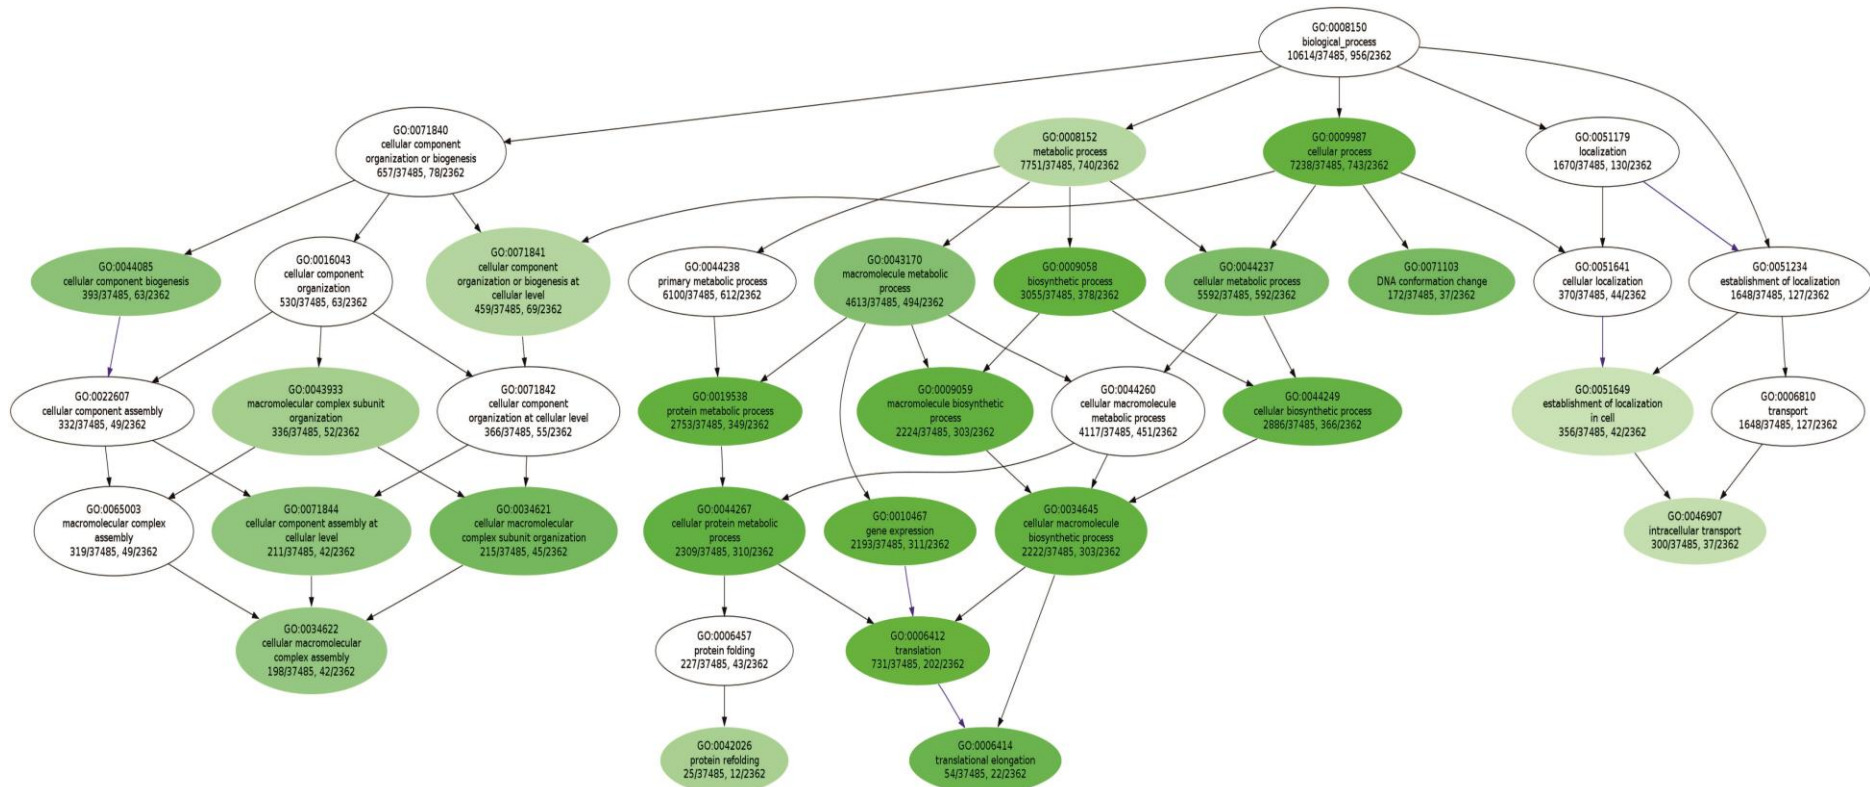 GO:0008150
biological_process
10614/37485, 956/2362
GO:0071840
cellular component
organization or biogenesis
657/37485, 78/2362
GO:0008152
metabolic process
7751/37485, 740/2362
GO:0009987
cellular process
7238/37485, 743/2362
GO:0051179
localization
1670/37485, 130/2362
GO:0044085
cellular component biogenesis
393/37485, 63/2362
GO:0016043
cellular component
organization
530/37485, 63/2362
GO:0071841
cellular component
organization or biogenesis at
cellular level
459/37485, 69/2362
GO:0044238
primary metabolic process
6100/37485, 612/2362
GO:0043170
macromolecule metabolic
process
4613/37485, 494/2362
GO:0009058
biosynthetic process
3055/37485, 378/2362
GO:0044237
cellular metabolic process
5592/37485, 592/2362
GO:0071103
DNA conformation change
172/37485, 37/2362
GO:0051641
cellular localization
370/37485, 44/2362
GO:0051234
establishment of localization
1648/37485, 127/2362
GO:0022607
cellular component assembly
332/37485, 49/2362
GO:0043933
macromolecular complex subunit
organization
336/37485, 52/2362
GO:0071842
cellular component
organization at cellular level
366/37485, 55/2362
GO:0019538
protein metabolic process
2753/37485, 349/2362
GO:0009059
macromolecule biosynthetic
process
2224/37485, 303/2362
GO:0044260
cellular macromolecule
metabolic process
4117/37485, 451/2362
GO:0044249
cellular biosynthetic process
2886/37485, 366/2362
GO:0051649
establishment of localization
in cell
356/37485, 42/2362
GO:0006810
transport
1648/37485, 127/2362
GO:0065003
macromolecular complex
assembly
319/37485, 49/2362
GO:0071844
cellular component assembly at
cellular level
211/37485, 42/2362
GO:0034621
cellular macromolecular
complex subunit organization
215/37485, 45/2362
GO:0044267
cellular protein metabolic
process
2309/37485, 310/2362
GO:0010467
gene expression
2193/37485, 311/2362
GO:0034645
cellular macromolecule
biosynthetic process
2222/37485, 303/2362
GO:0046907
intracellular transport
300/37485, 37/2362
GO:0034622
cellular macromolecular
complex assembly
198/37485, 42/2362
GO:0006457
protein folding
227/37485, 43/2362
GO:0006412
translation
731/37485, 202/2362
GO:0042026
protein refolding
25/37485, 12/2362
GO:0006414
translational elongation
54/37485, 22/2362